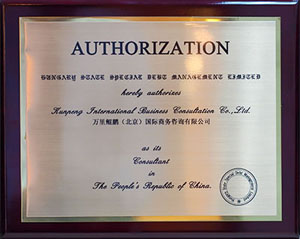 AUTHORIZATION
HUNGARY STATE SPECIAL DEBT MANAGEMENT LIMITED
hereby authorizes
Kunpeng International Business Consultation Co.,Ltd.
万里鲲鹏（北京）国际商务咨询有限公司
as its
Consultant
in
The People's Republic of China.